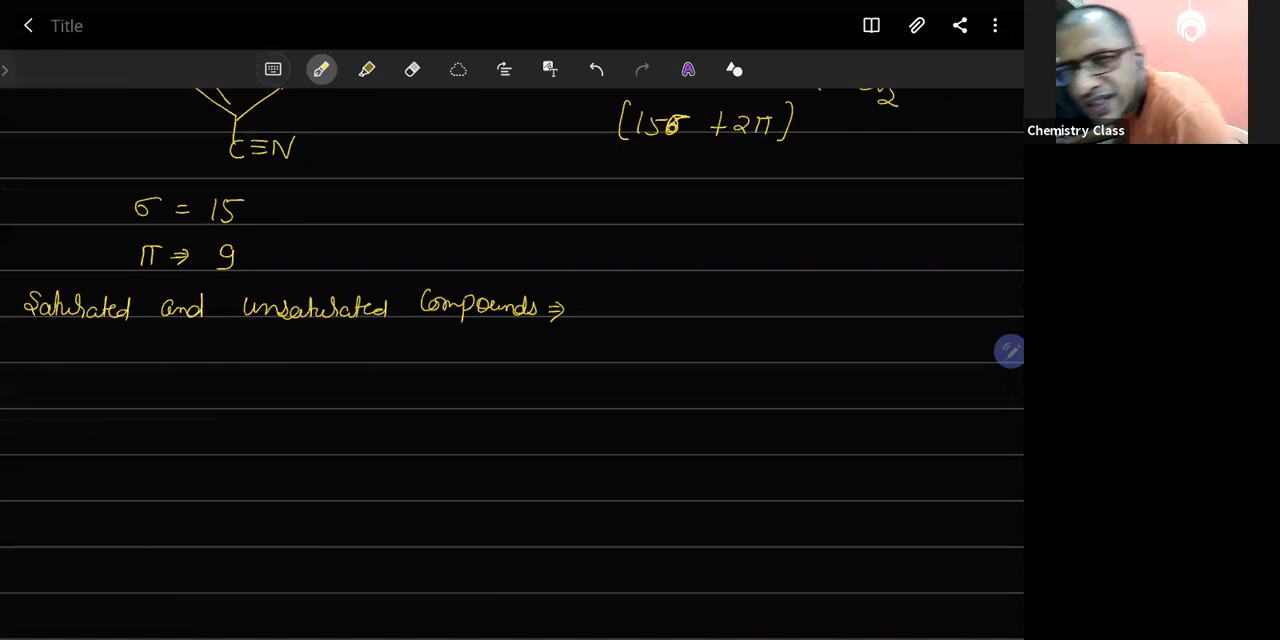 Title
Chemistry Class
(15σ + 2π)
C≡N
σ = 15
π ⇒ 9
Saturated and unsaturated Compounds ⇒